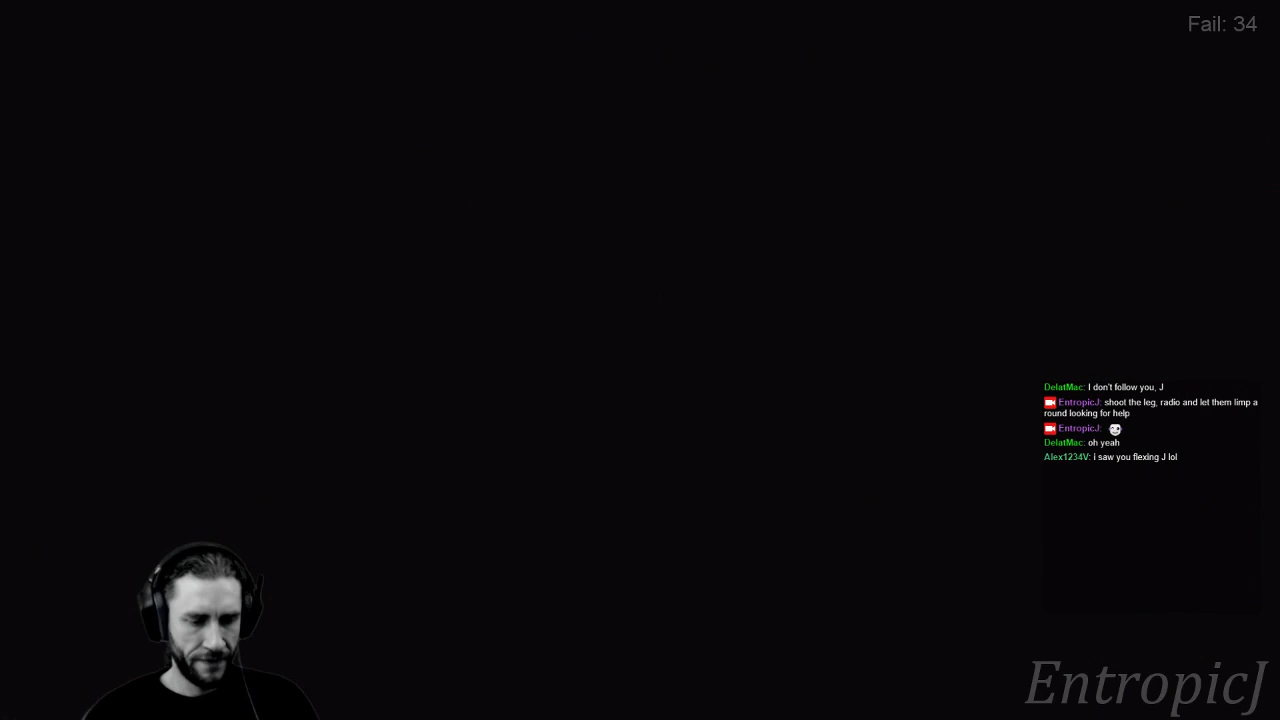 Fail: 34
DelatMac: I don't follow you, J
EntropicJ: shoot the leg, radio and let them limp a
round looking for help
EntropicJ:
DelatMac: oh yeah
Alex1234V: i saw you flexing J lol
EntropicJ